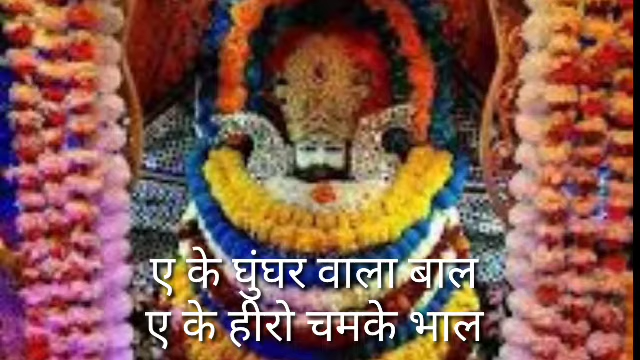 ए के घुंघर वाला बाल
ए के हीरो चमके भाल